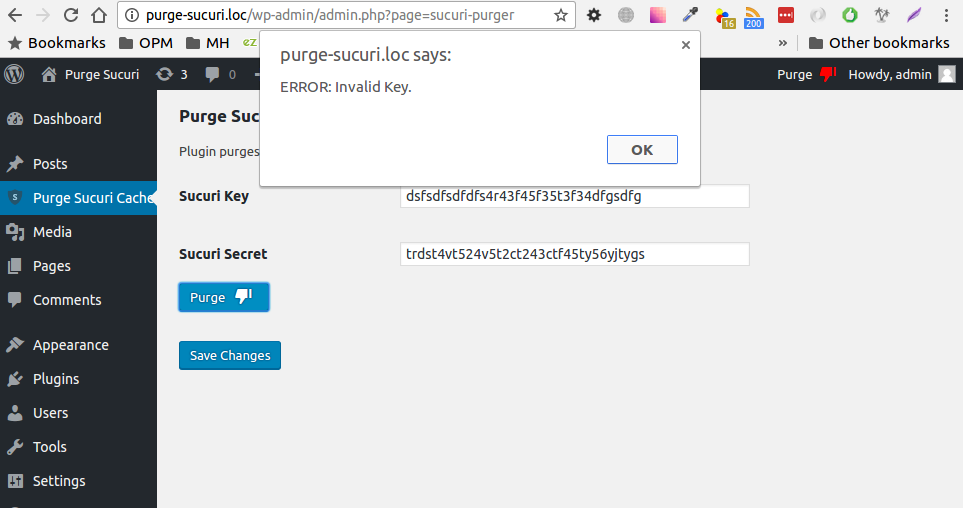 purge-sucuri.loc/wp-admin/admin.php?page=sucuri-purger
16
200
Bookmarks OPM MH ez » Other bookmarks
purge-sucuri.loc says:
ERROR: Invalid Key.
OK
Purge Sucuri 3 0 Purge Howdy, admin
Dashboard
Posts
Purge Sucuri Cache
Media
Pages
Comments
Appearance
Plugins
Users
Tools
Settings
Purge Suc
Plugin purges
Sucuri Key dsfsdfsdfdfs4r43f45f35t3f34dfgsdfg
Sucuri Secret trdst4vt524v5t2ct243ctf45ty56yjtygs
Purge
Save Changes